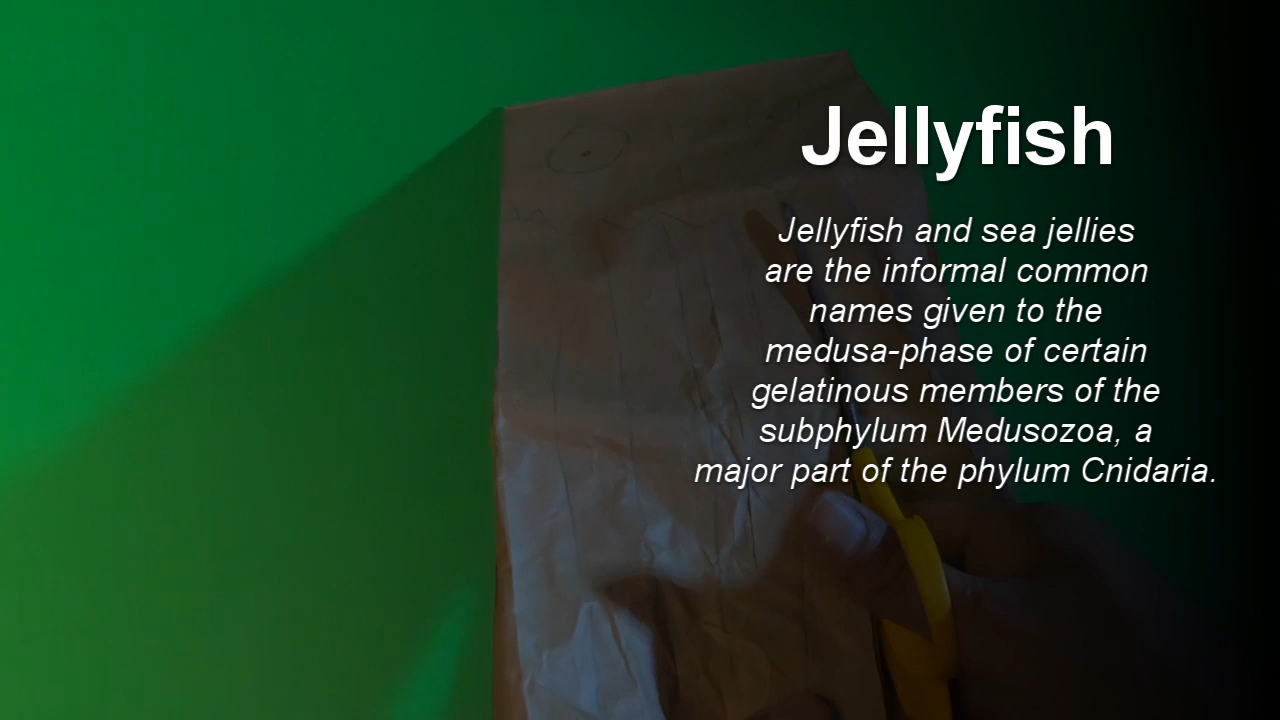 Jellyfish
Jellyfish and sea jellies
are the informal common
names given to the
medusa-phase of certain
gelatinous members of the
subphylum Medusozoa, a
major part of the phylum Cnidaria.